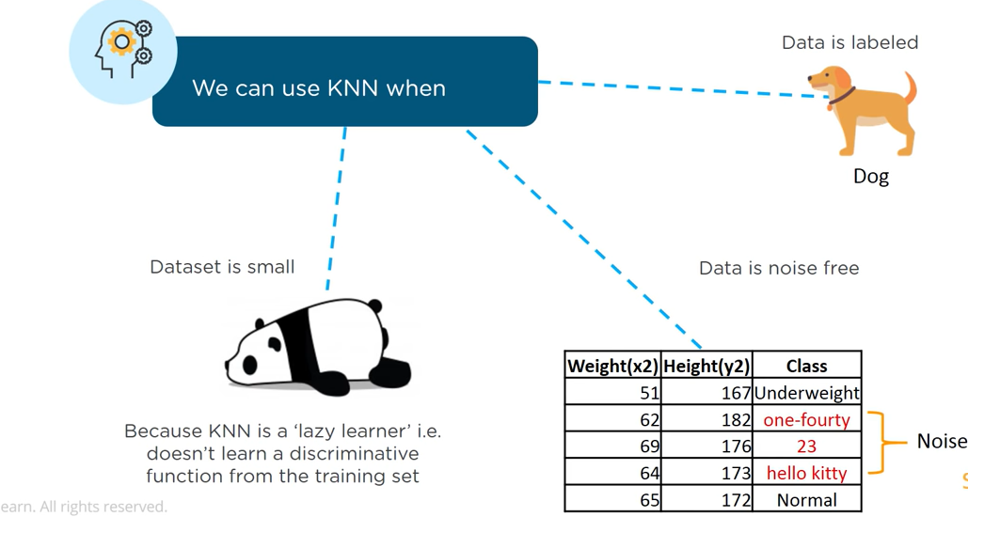 We can use KNN when
Data is labeled
Dog
Dataset is small
Because KNN is a ‘lazy learner’ i.e.
doesn’t learn a discriminative
function from the training set
Data is noise free
Weight(x2) Height(y2) Class
51 167 Underweight
62 182 one-fourty
69 176 23
64 173 hello kitty
65 172 Normal
Noise
earn. All rights reserved.